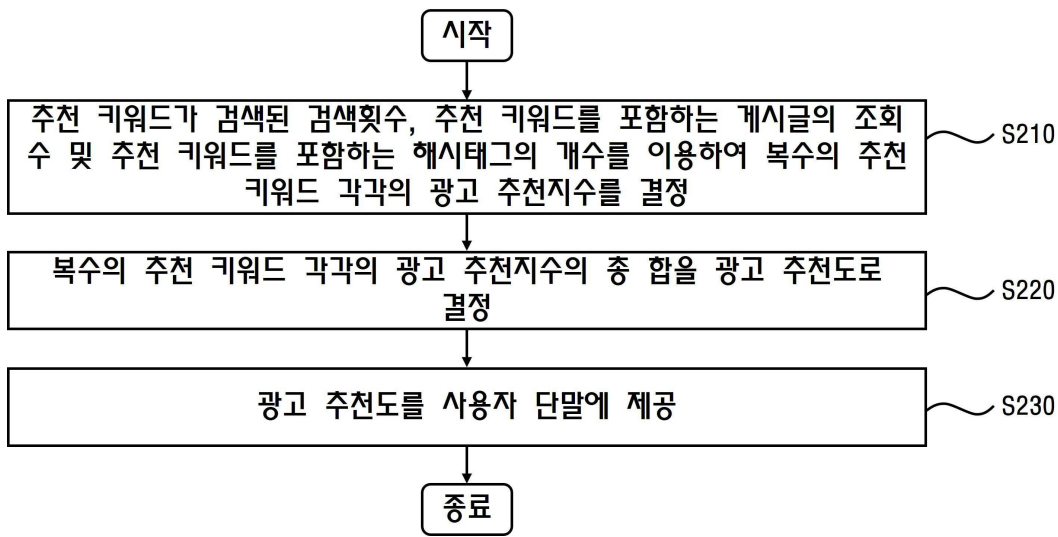 시작
추천 키워드가 검색된 검색횟수, 추천 키워드를 포함하는 게시글의 조회
수 및 추천 키워드를 포함하는 해시태그의 개수를 이용하여 복수의 추천
키워드 각각의 광고 추천지수를 결정
S210
복수의 추천 키워드 각각의 광고 추천지수의 총 합을 광고 추천도로
결정
S220
광고 추천도를 사용자 단말에 제공
S230
종료